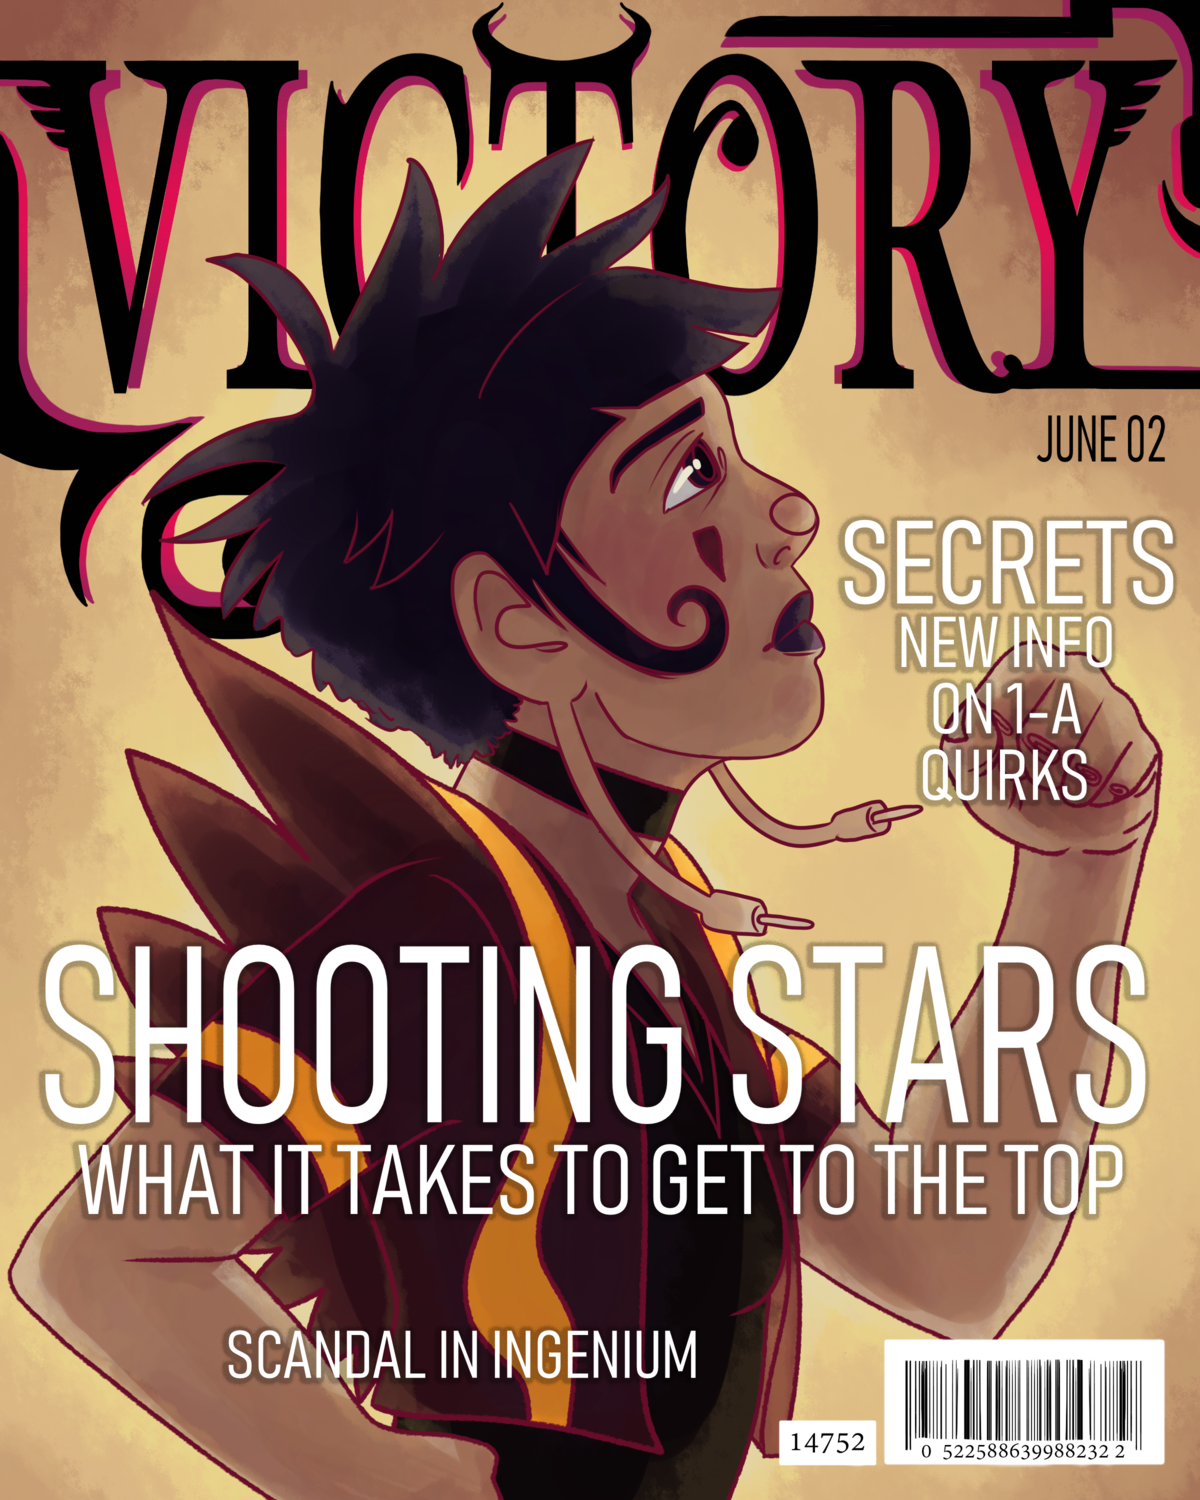 VICTORY
JUNE 02
SECRETS
NEW INFO
ON 1-A
QUIRKS
SHOOTING STARS
WHAT IT TAKES TO GET TO THE TOP
SCANDAL IN INGENIUM
14752
0 522588639988232 2